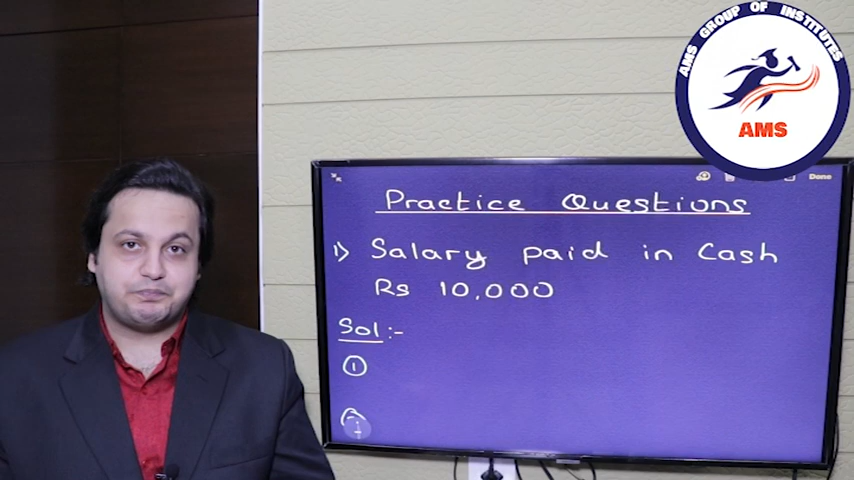 AMS GROUP OF INSTITUTES
AMS
Done
Practice Questions
1) Salary paid in Cash
Rs 10,000
Sol:-
1